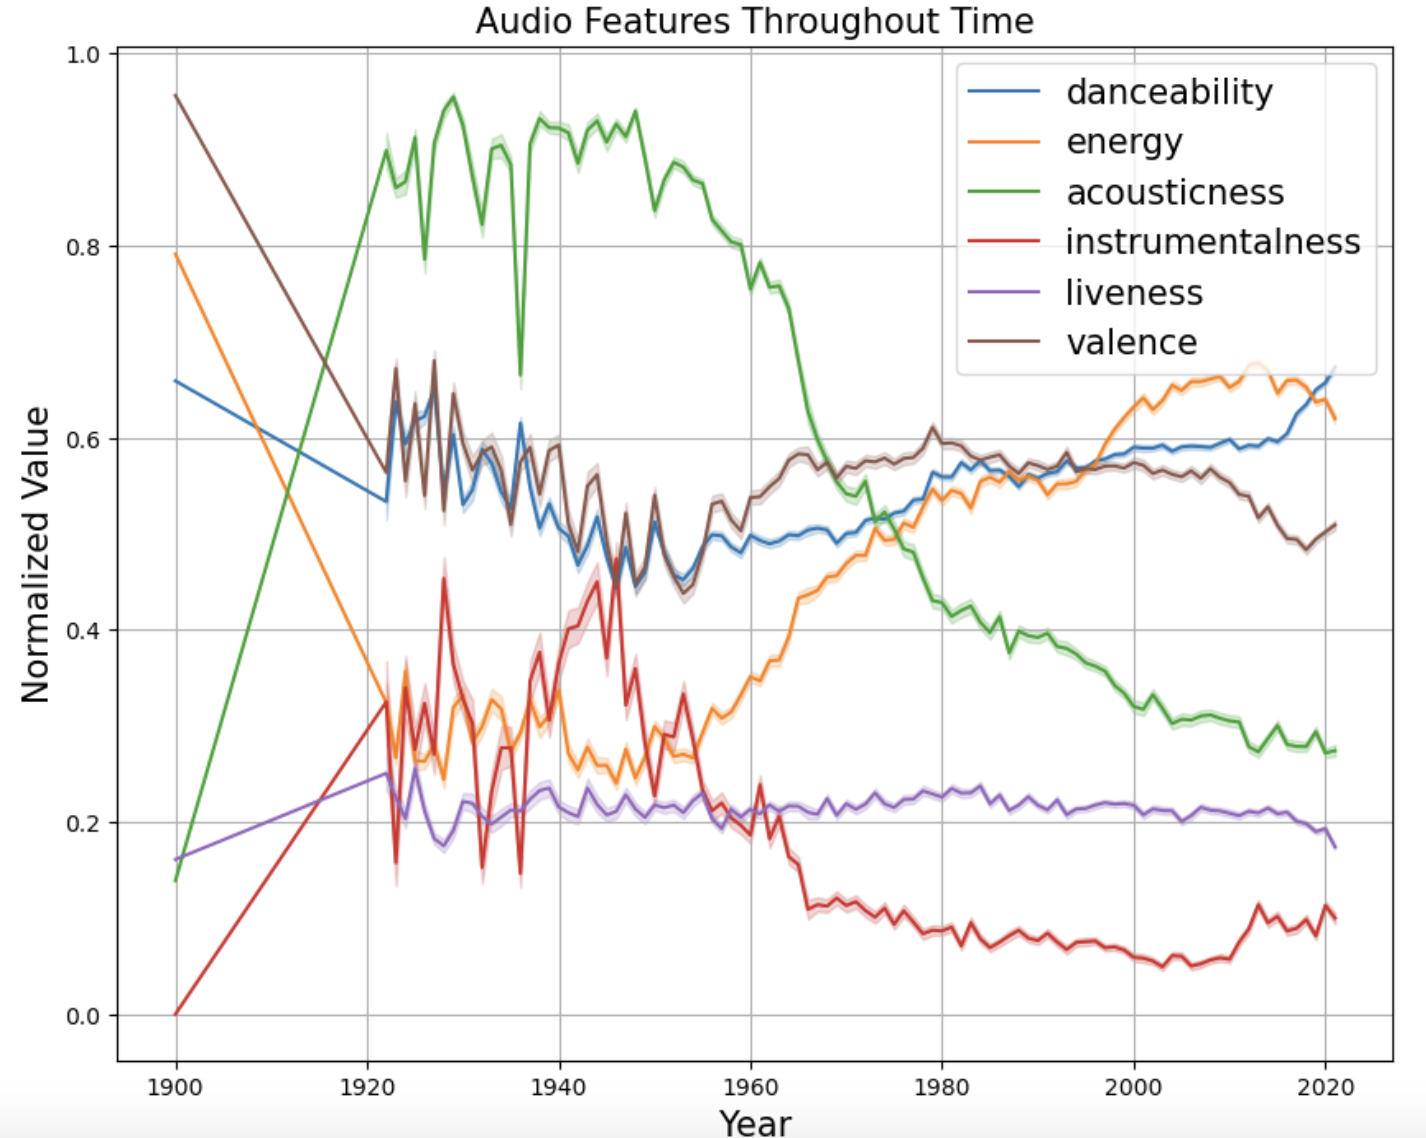 Audio Features Throughout Time
1.0
0.8
0.6
0.4
0.2
0.0
Normalized Value
danceability
energy
acousticness
instrumentalness
liveness
valence
1900 1920 1940 1960 1980 2000 2020
Year